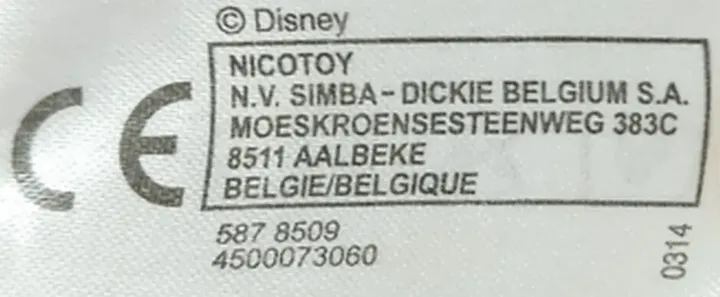 © Disney
CE
NICOTOY
N.V. SIMBA-DICKIE BELGIUM S.A.
MOESKROENSESTEENWEG 383C
8511 AALBEKE
BELGIE/BELGIQUE
587 8509
4500073060
0314